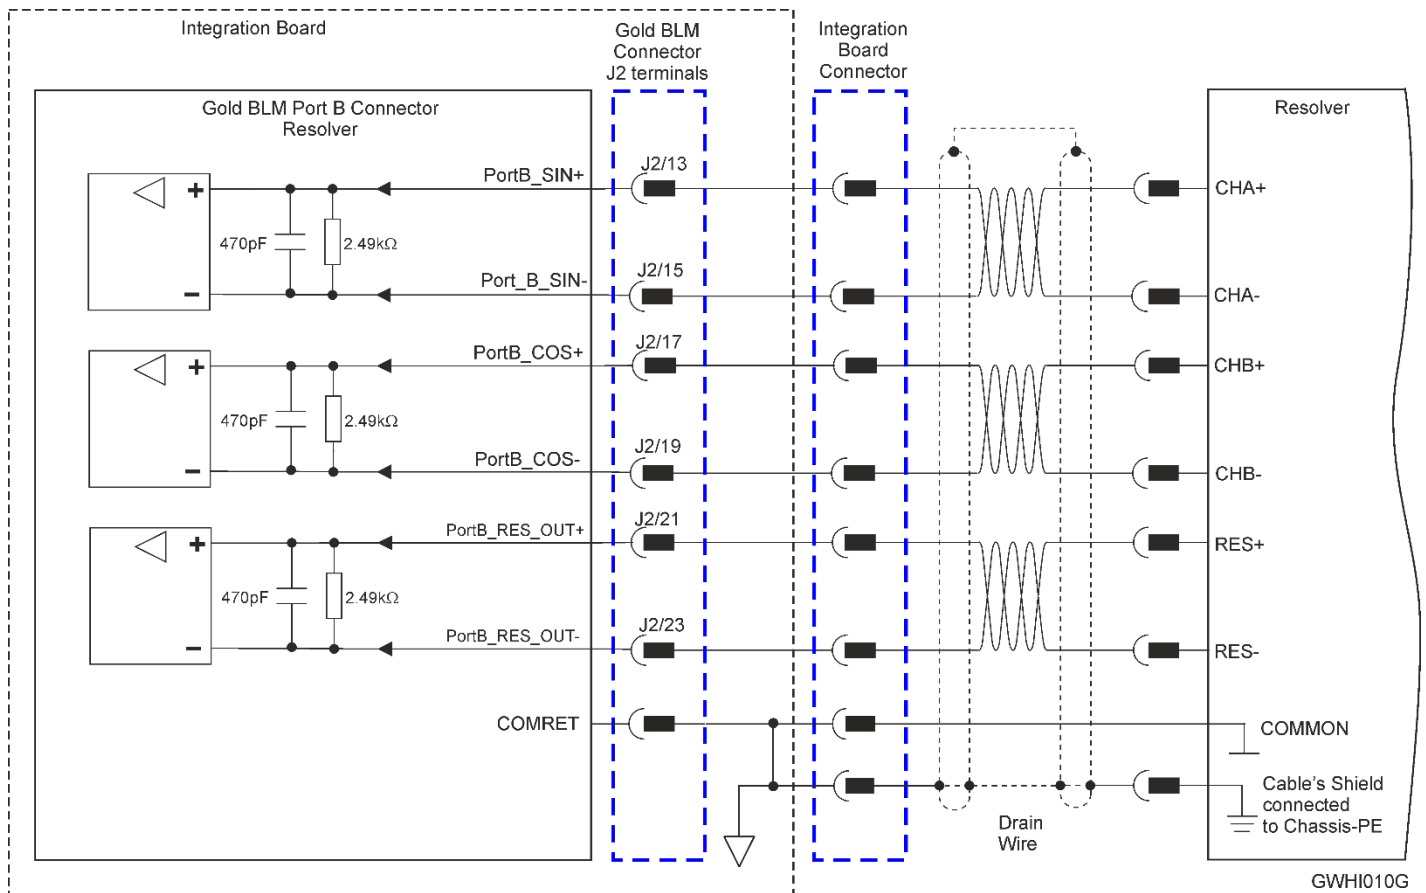 Integration Board
Gold BLM
Connector
J2 terminals
Integration
Board
Connector
Gold BLM Port B Connector
Resolver
Resolver
+
PortB_SIN+
J2/13
CHA+
470pF
2.49kΩ
−
Port_B_SIN-
J2/15
CHA-
+
PortB_COS+
J2/17
CHB+
470pF
2.49kΩ
−
PortB_COS-
J2/19
CHB-
+
PortB_RES_OUT+
J2/21
RES+
470pF
2.49kΩ
−
PortB_RES_OUT-
J2/23
RES-
COMRET
COMMON
Cable’s Shield
connected
to Chassis-PE
Drain
Wire
GWHI010G